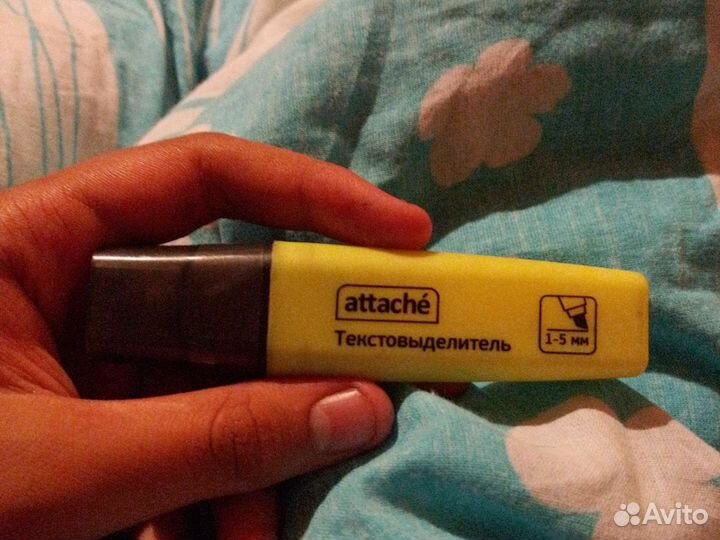 attaché
Текстовыделитель
1-5 мм
Avito